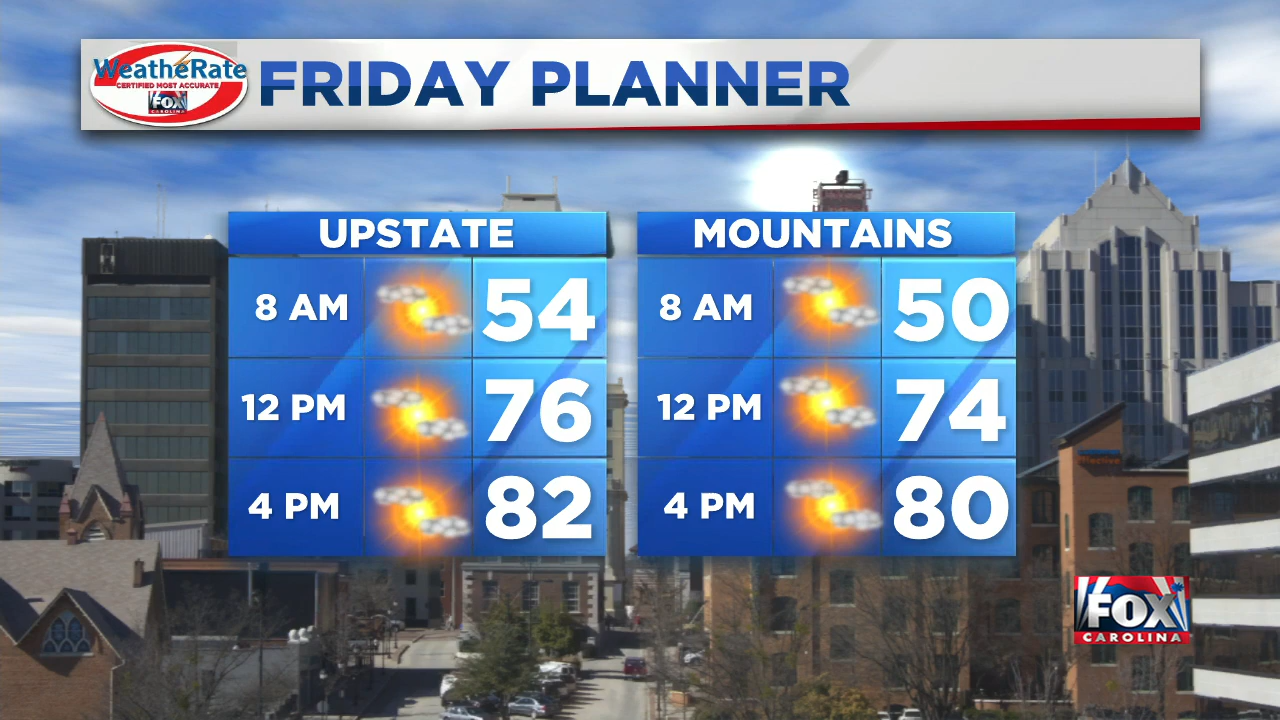 WeatheRate
CERTIFIED MOST ACCURATE
FOX
CAROLINA
FRIDAY PLANNER
UPSTATE
8 AM 54
12 PM 76
4 PM 82
MOUNTAINS
8 AM 50
12 PM 74
4 PM 80
FOX
CAROLINA